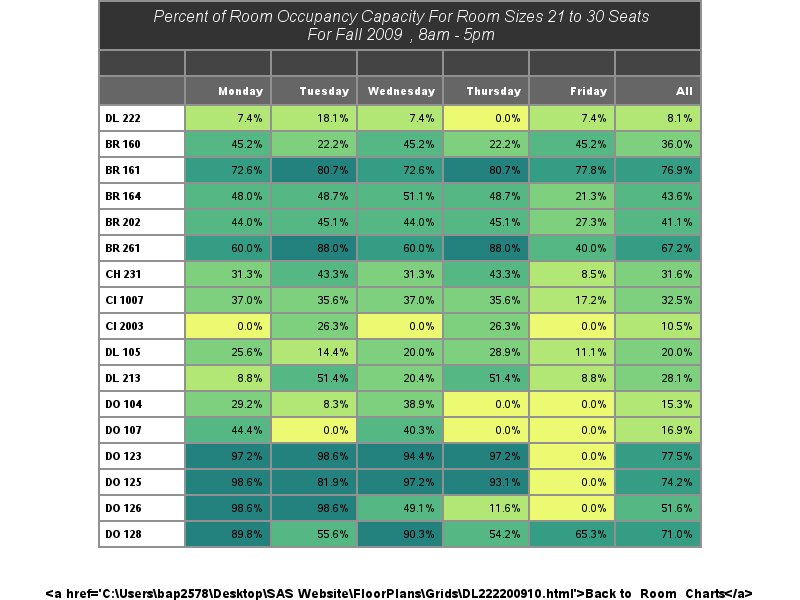 Percent of Room Occupancy Capacity For Room Sizes 21 to 30 Seats
For Fall 2009 , 8am - 5pm
Monday Tuesday Wednesday Thursday Friday All
DL 222 7.4% 18.1% 7.4% 0.0% 7.4% 8.1%
BR 160 45.2% 22.2% 45.2% 22.2% 45.2% 36.0%
BR 161 72.6% 80.7% 72.6% 80.7% 77.8% 76.9%
BR 164 48.0% 48.7% 51.1% 48.7% 21.3% 43.6%
BR 202 44.0% 45.1% 44.0% 45.1% 27.3% 41.1%
BR 261 60.0% 88.0% 60.0% 88.0% 40.0% 67.2%
CH 231 31.3% 43.3% 31.3% 43.3% 8.5% 31.6%
CI 1007 37.0% 35.6% 37.0% 35.6% 17.2% 32.5%
CI 2003 0.0% 26.3% 0.0% 26.3% 0.0% 10.5%
DL 105 25.6% 14.4% 20.0% 28.9% 11.1% 20.0%
DL 213 8.8% 51.4% 20.4% 51.4% 8.8% 28.1%
DO 104 29.2% 8.3% 38.9% 0.0% 0.0% 15.3%
DO 107 44.4% 0.0% 40.3% 0.0% 0.0% 16.9%
DO 123 97.2% 98.6% 94.4% 97.2% 0.0% 77.5%
DO 125 98.6% 81.9% 97.2% 93.1% 0.0% 74.2%
DO 126 98.6% 98.6% 49.1% 11.6% 0.0% 51.6%
DO 128 89.8% 55.6% 90.3% 54.2% 65.3% 71.0%
<a href='C:\Users\bap2578\Desktop\SAS Website\FloorPlans\Grids\DL222200910.html'>Back to Room Charts</a>